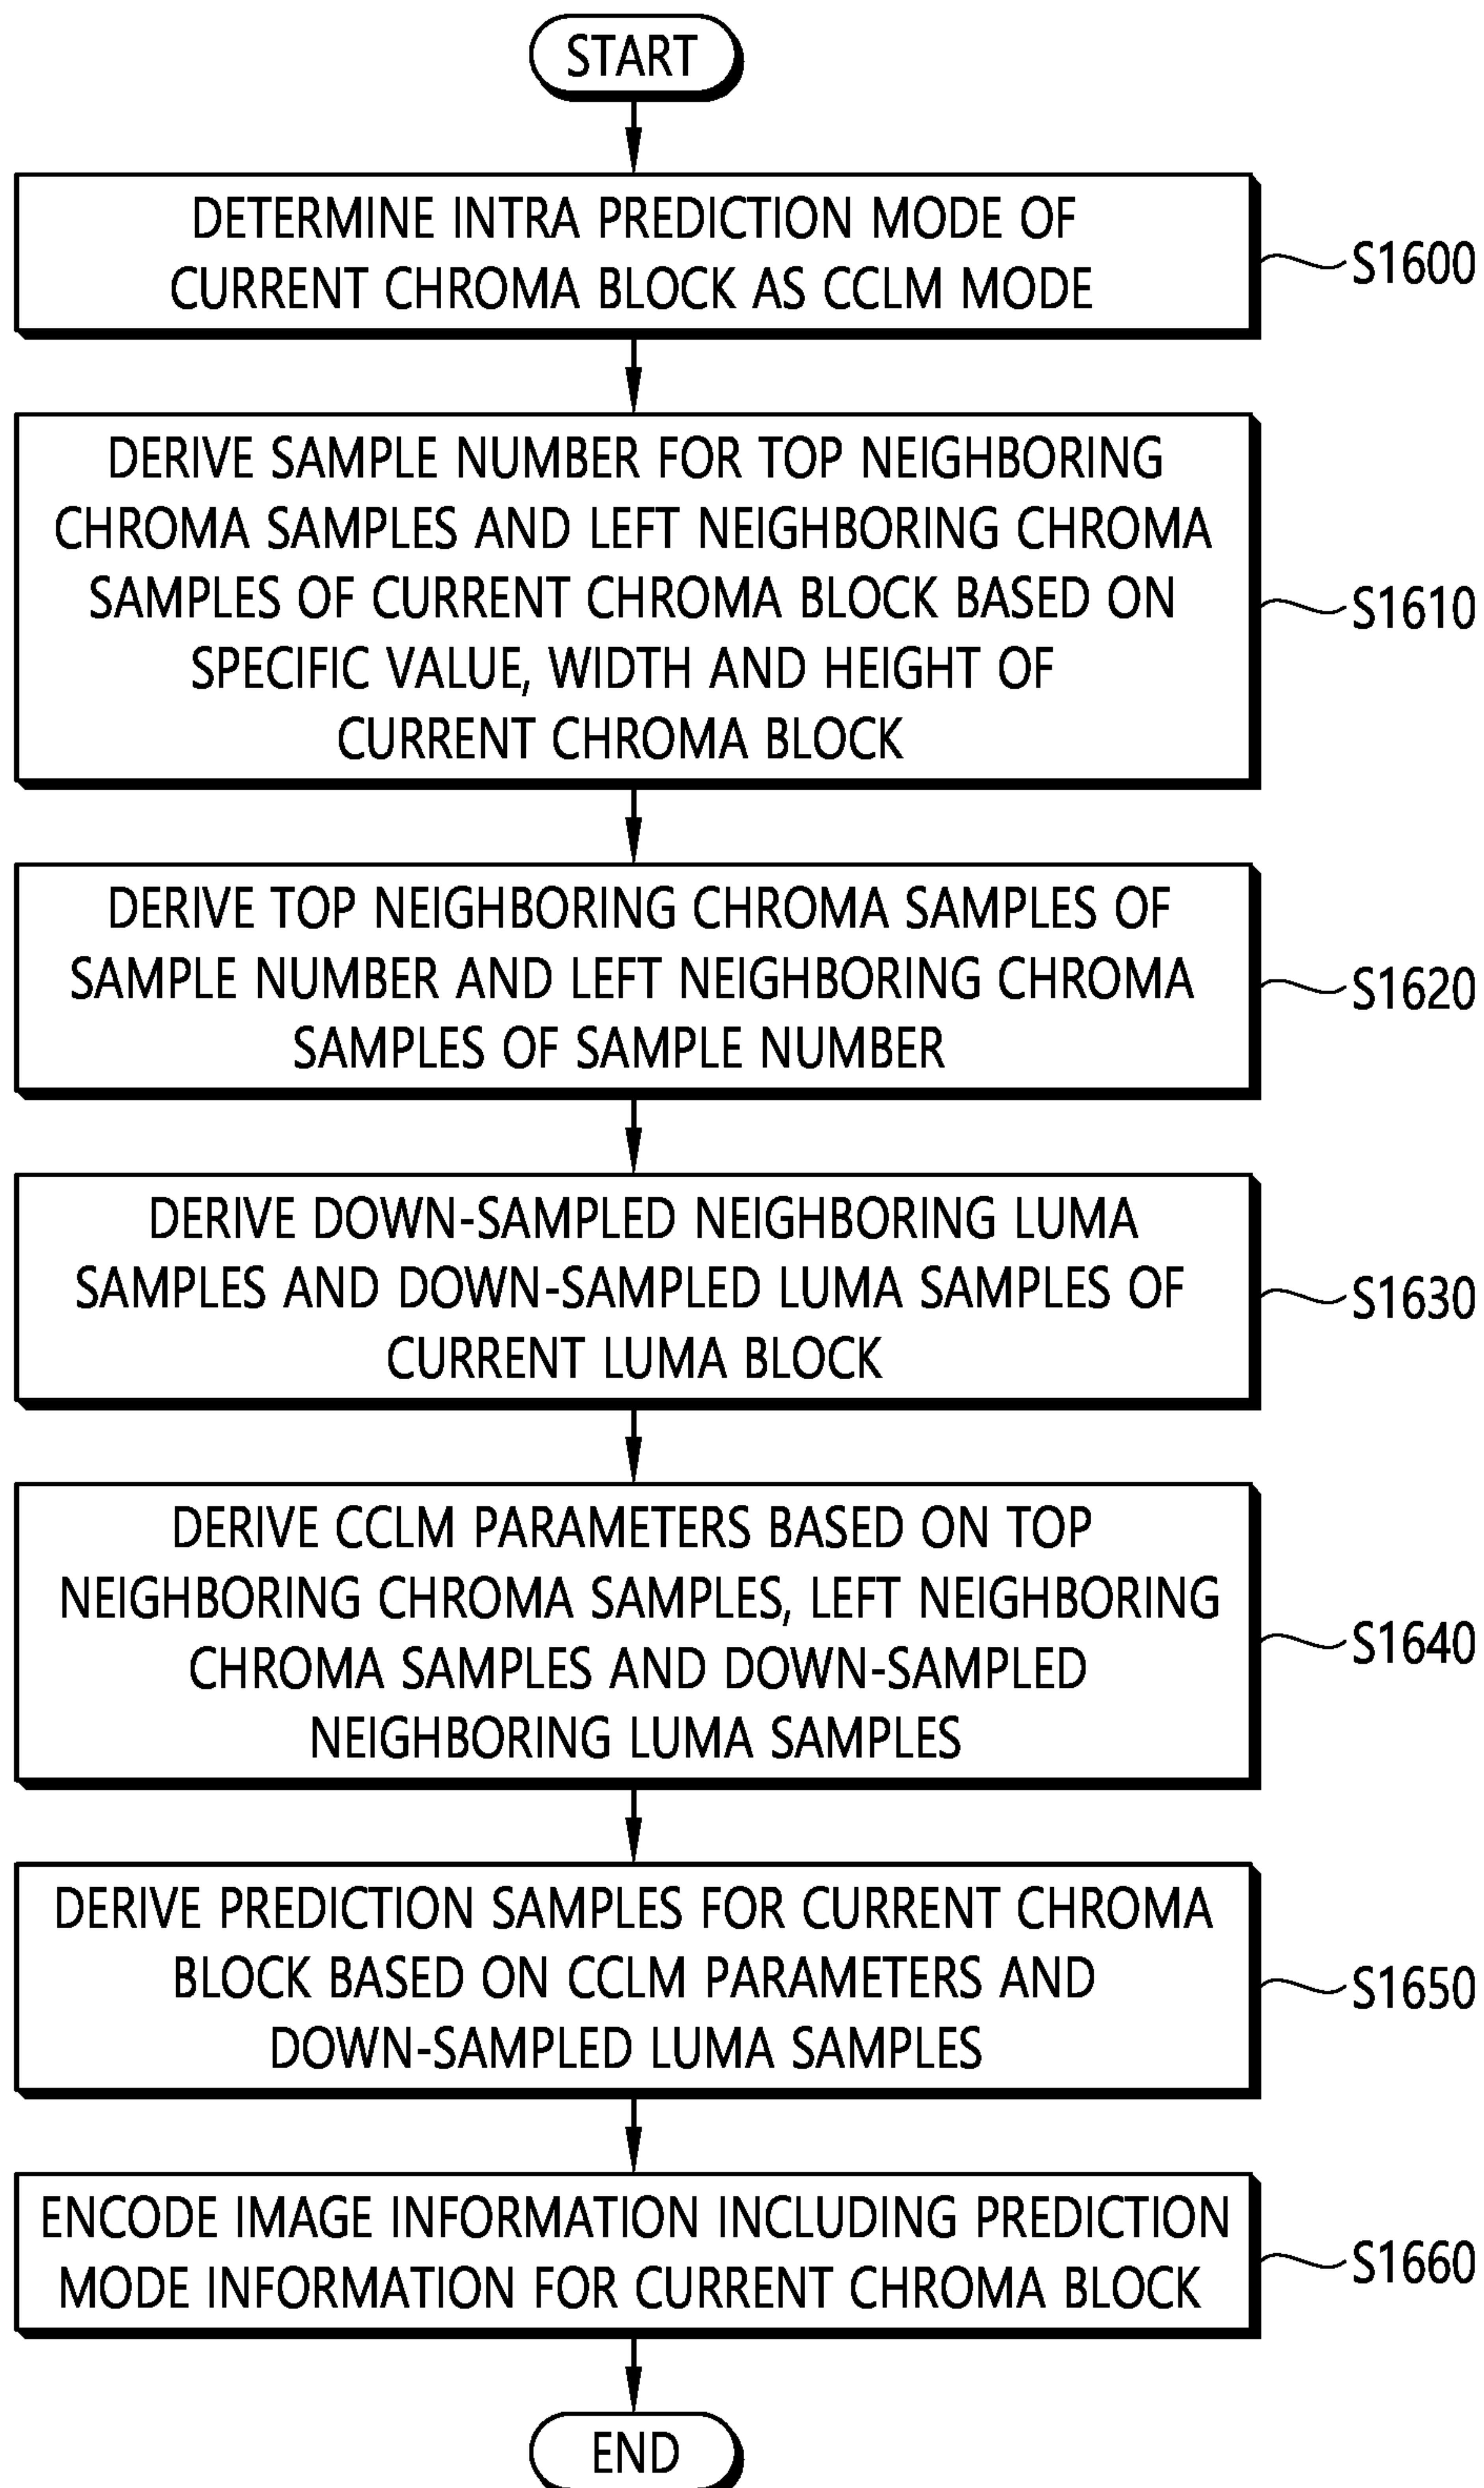 START
DETERMINE INTRA PREDICTION MODE OF
CURRENT CHROMA BLOCK AS CCLM MODE
S1600
DERIVE SAMPLE NUMBER FOR TOP NEIGHBORING
CHROMA SAMPLES AND LEFT NEIGHBORING CHROMA
SAMPLES OF CURRENT CHROMA BLOCK BASED ON
SPECIFIC VALUE, WIDTH AND HEIGHT OF
CURRENT CHROMA BLOCK
S1610
DERIVE TOP NEIGHBORING CHROMA SAMPLES OF
SAMPLE NUMBER AND LEFT NEIGHBORING CHROMA
SAMPLES OF SAMPLE NUMBER
S1620
DERIVE DOWN-SAMPLED NEIGHBORING LUMA
SAMPLES AND DOWN-SAMPLED LUMA SAMPLES OF
CURRENT LUMA BLOCK
S1630
DERIVE CCLM PARAMETERS BASED ON TOP
NEIGHBORING CHROMA SAMPLES, LEFT NEIGHBORING
CHROMA SAMPLES AND DOWN-SAMPLED
NEIGHBORING LUMA SAMPLES
S1640
DERIVE PREDICTION SAMPLES FOR CURRENT CHROMA
BLOCK BASED ON CCLM PARAMETERS AND
DOWN-SAMPLED LUMA SAMPLES
S1650
ENCODE IMAGE INFORMATION INCLUDING PREDICTION
MODE INFORMATION FOR CURRENT CHROMA BLOCK
S1660
END